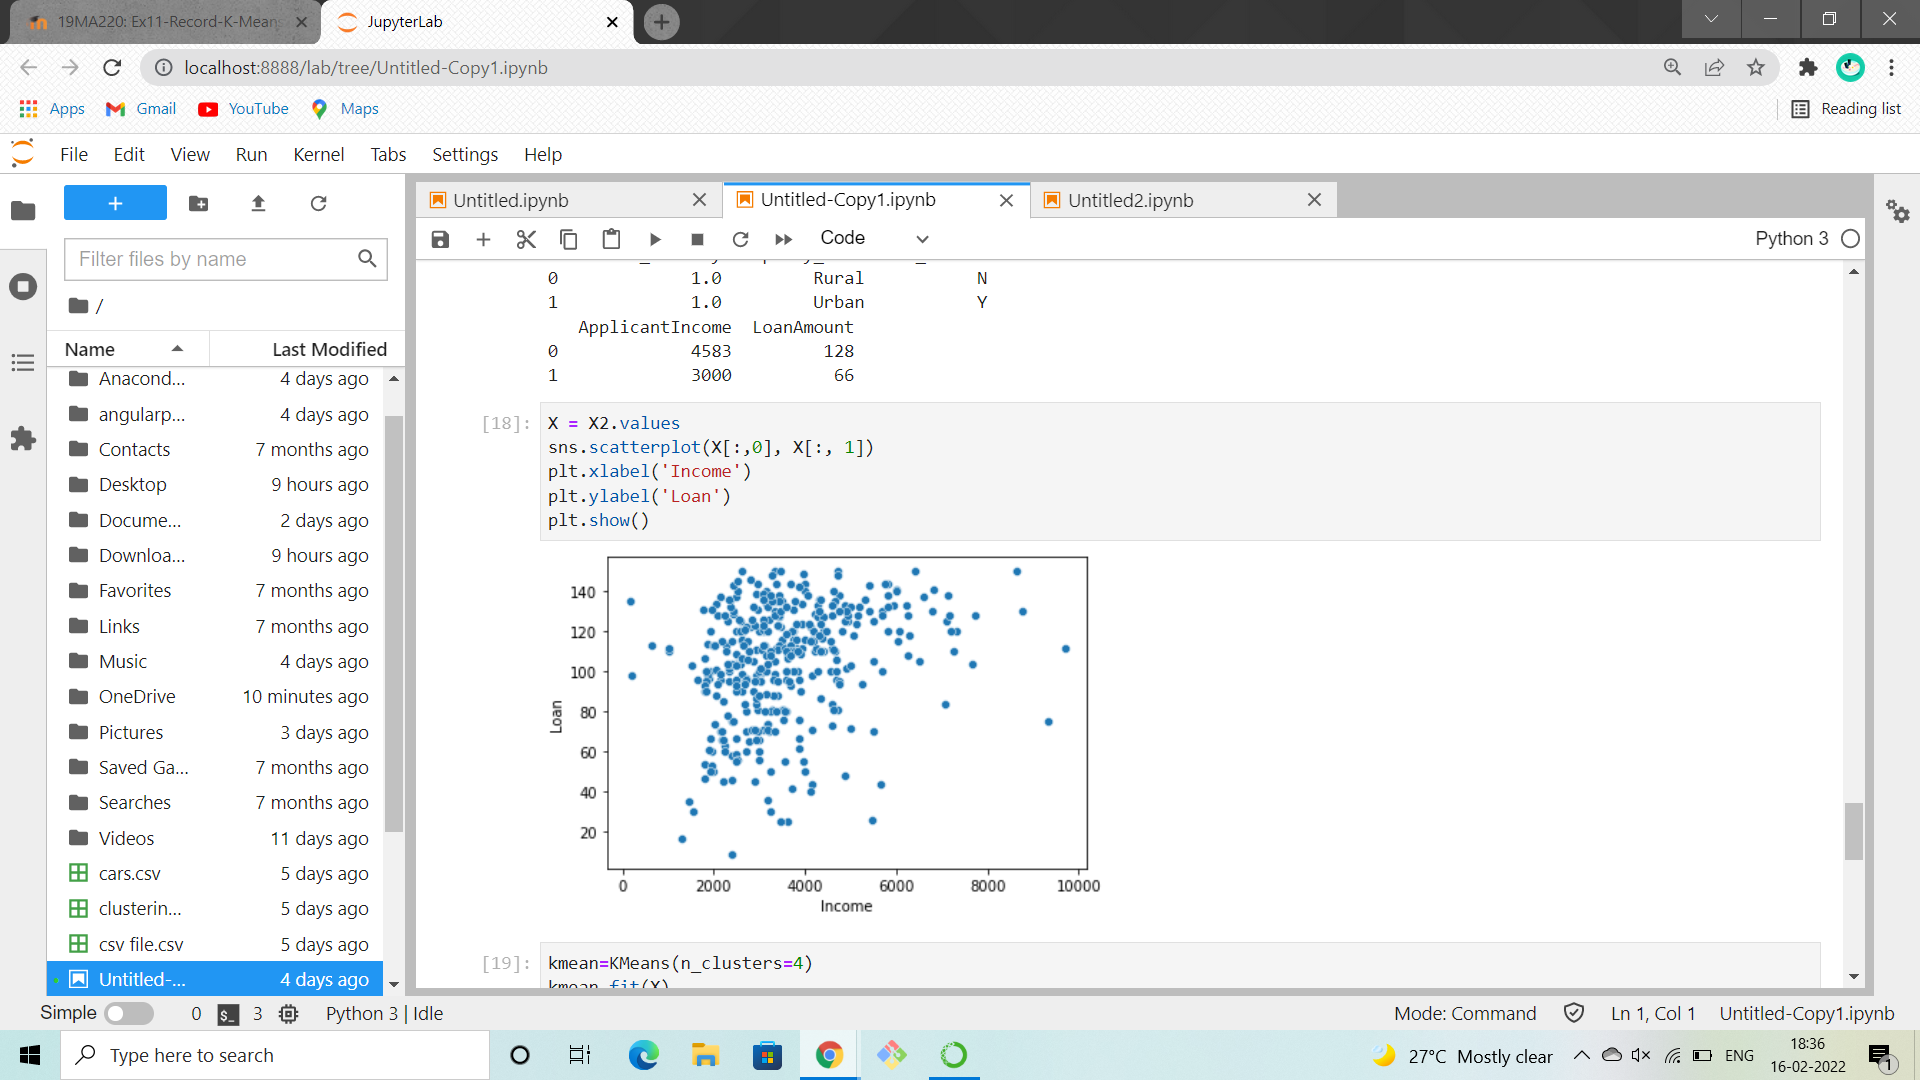 19MA220: Ex11-Record-K-Means
JupyterLab
localhost:8888/lab/tree/Untitled-Copy1.ipynb
Apps Gmail YouTube Maps
Reading list
File Edit View Run Kernel Tabs Settings Help
Untitled.ipynb
Untitled-Copy1.ipynb
Untitled2.ipynb
Code
Python 3
Filter files by name
/
Name Last Modified
Anacond... 4 days ago
angularp... 4 days ago
Contacts 7 months ago
Desktop 9 hours ago
Docume... 2 days ago
Downloa... 9 hours ago
Favorites 7 months ago
Links 7 months ago
Music 4 days ago
OneDrive 10 minutes ago
Pictures 3 days ago
Saved Ga... 7 months ago
Searches 7 months ago
Videos 11 days ago
cars.csv 5 days ago
clusterin... 5 days ago
csv file.csv 5 days ago
Untitled-... 4 days ago
0 1.0 Rural N
1 1.0 Urban Y
ApplicantIncome LoanAmount
0 4583 128
1 3000 66
[18]:
X = X2.values
sns.scatterplot(X[:,0], X[:, 1])
plt.xlabel('Income')
plt.ylabel('Loan')
plt.show()
140
120
100
80
60
40
20
Loan
0 2000 4000 6000 8000 10000
Income
[19]:
kmean=KMeans(n_clusters=4)
kmean.fit(X)
Simple 0 $_ 3 Python 3 | Idle
Mode: Command Ln 1, Col 1 Untitled-Copy1.ipynb
Type here to search
27°C Mostly clear
ENG
18:36
16-02-2022
1